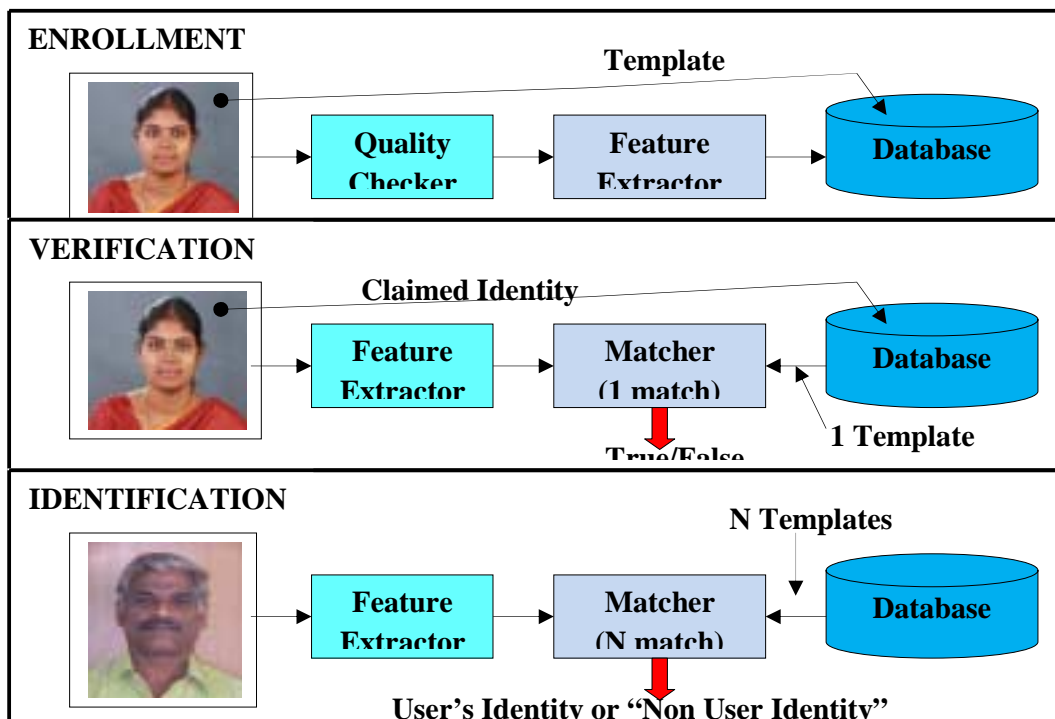 ENROLLMENT
Template
Quality
Checker
Feature
Extractor
Database
VERIFICATION
Claimed Identity
Feature
Extractor
Matcher
(1 match)
Database
1 Template
True/False
IDENTIFICATION
N Templates
Feature
Extractor
Matcher
(N match)
Database
User’s Identity or “Non User Identity”